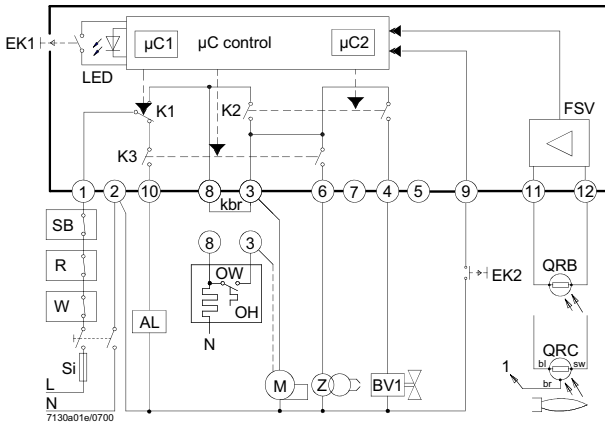 EK1
LED
µC1
µC control
µC2
K1
K2
K3
FSV
1
2
10
8
3
6
7
4
5
9
11
12
kbr
SB
R
W
Si
L
N
7130a01e/0700
8
3
OW
OH
N
AL
M
Z
BV1
EK2
QRB
QRC
bl
sw
br
1